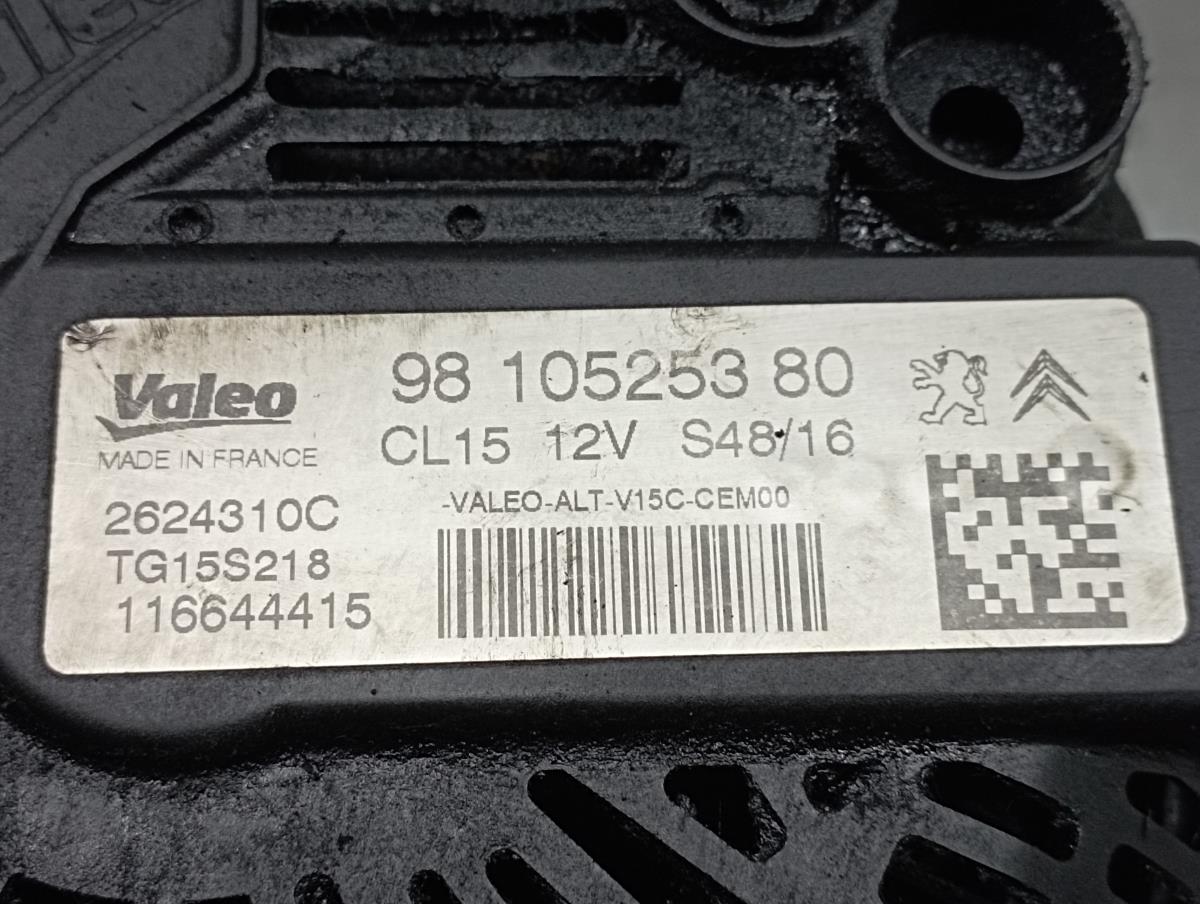 Valeo
MADE IN FRANCE
98 105253 80
CL15 12V S48/16
-VALEO-ALT-V15C-CEM00
2624310C
TG15S218
116644415